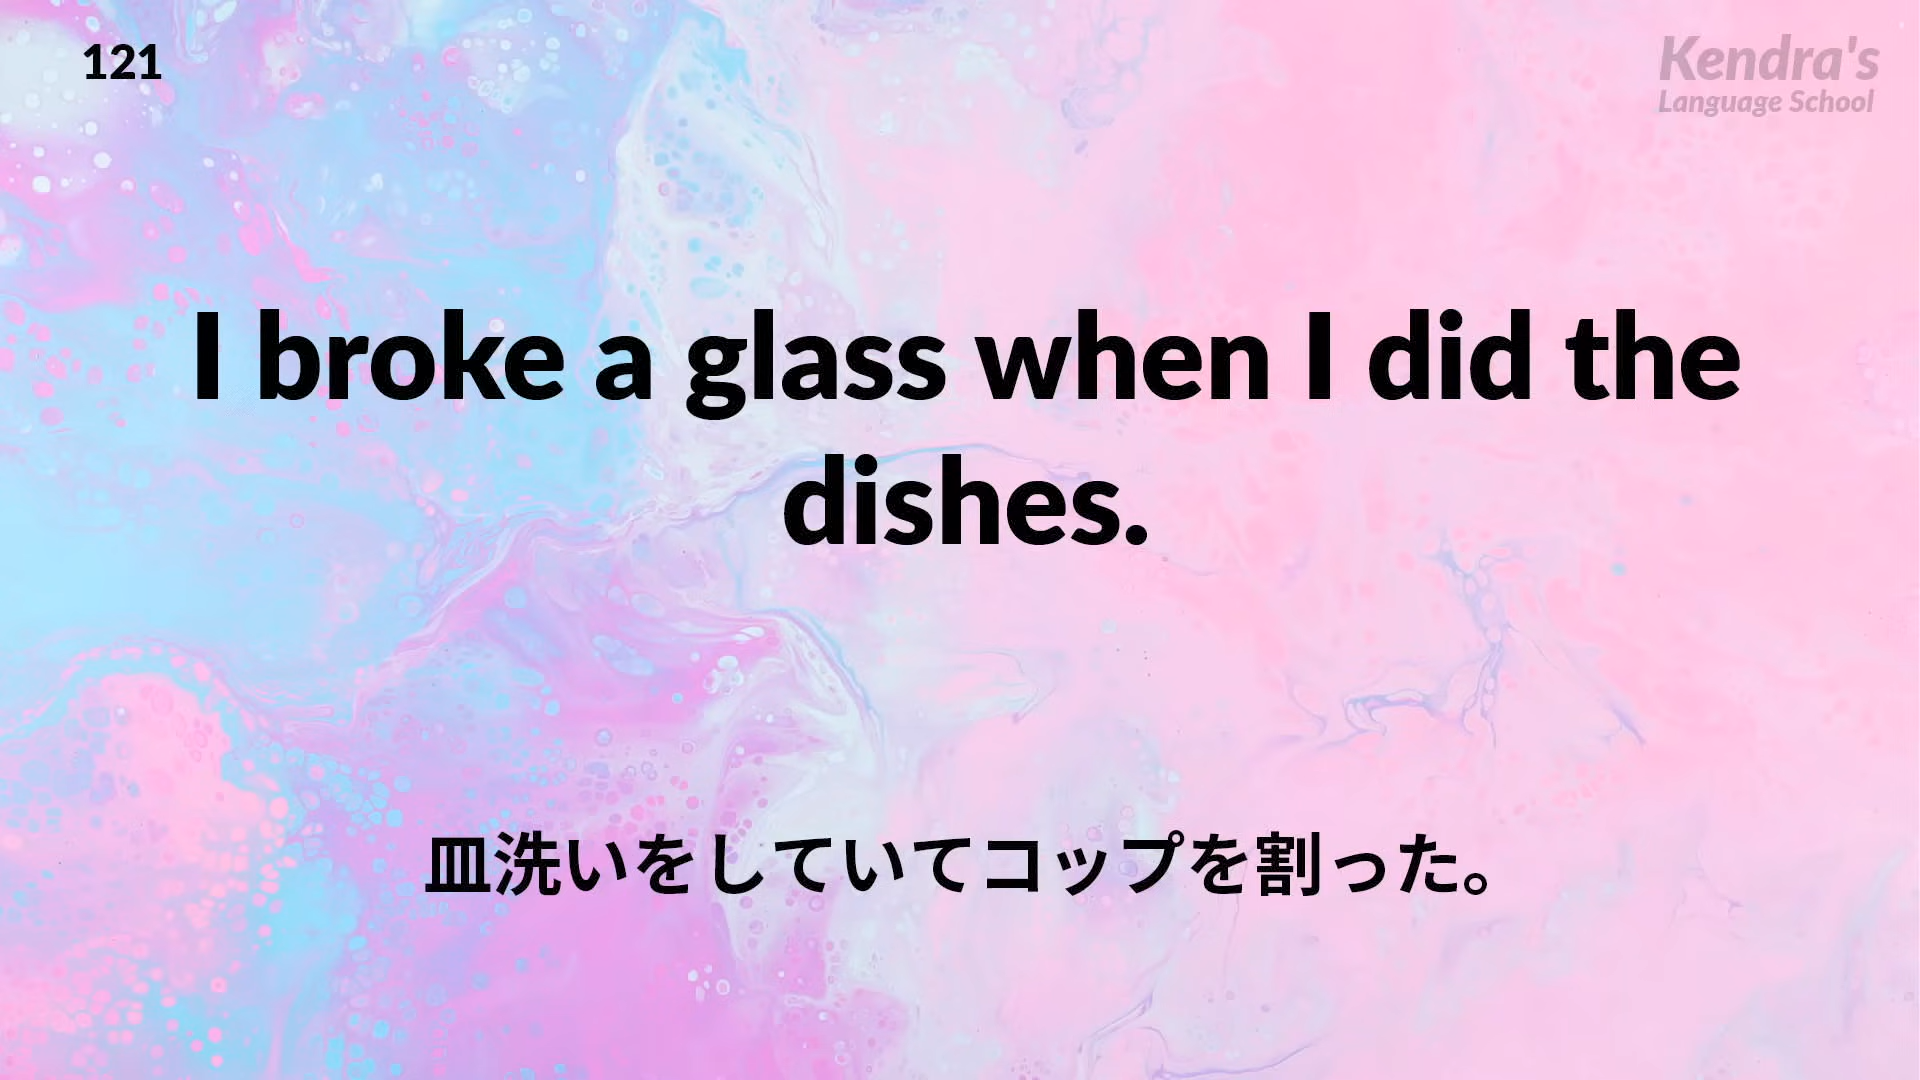 121
Kendra's
Language School
I broke a glass when I did the
dishes.
皿洗いをしていてコップを割った。